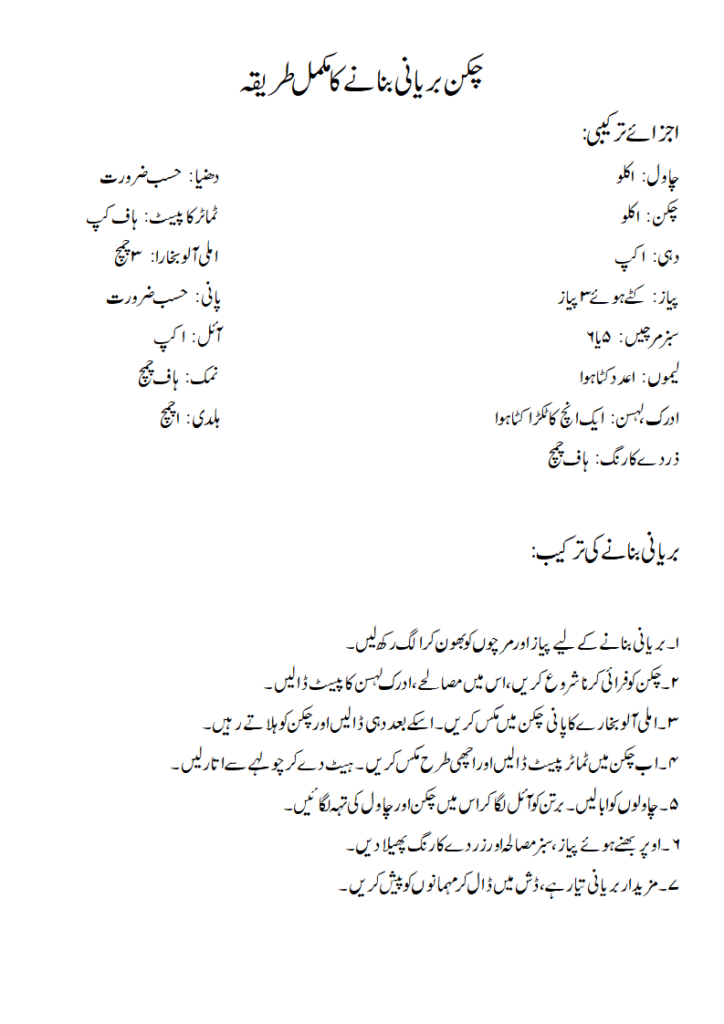 چکن بریانی بنانے کا مکمل طریقہ
اجزائے ترکیبی:
چاول: ۱کلو
چکن: ۱کلو
دہی: ۱کپ
پیاز: کٹے ہوئے ۳ پیاز
سبز مرچیں: ۵ یا ۶
لیموں: ۱عدد کٹا ہوا
ادرک لہسن: ایک انچ کا ٹکڑا کٹا ہوا
ذردے کا رنگ: ہاف چمچ
دھنیا: حسب ضرورت
ٹماٹر کا پیسٹ: ہاف کپ
املی آلو بخارا: ۳ چمچ
پانی: حسب ضرورت
آئل: ۱کپ
نمک: ہاف چمچ
ہلدی: ۱چمچ
بریانی بنانے کی ترکیب:
۱۔بریانی بنانے کے لیے پیاز اور مرچوں کو بھون کر الگ رکھ لیں۔
۲۔چکن کو فرائی کرنا شروع کریں، اس میں مصالحے، ادرک لہسن کا پیسٹ ڈالیں۔
۳۔املی آلو بخارے کا پانی چکن میں مکس کریں۔ اسکے بعد دہی ڈالیں اور چکن کو ہلاتے رہیں۔
۴۔اب چکن میں ٹماٹر پیسٹ ڈالیں اور اچھی طرح مکس کریں۔ ہیٹ دے کر چولہے سے اتار لیں۔
۵۔چاولوں کو ابالیں۔ برتن کو آئل لگا کر اس میں چکن اور چاول کی تہہ لگائیں۔
۶۔اوپر بھنے ہوئے پیاز، سبز مصالحہ اور زردے کا رنگ پھیلا دیں۔
۷۔مزیدار بریانی تیار ہے، ڈش میں ڈال کر مہمانوں کو پیش کریں۔